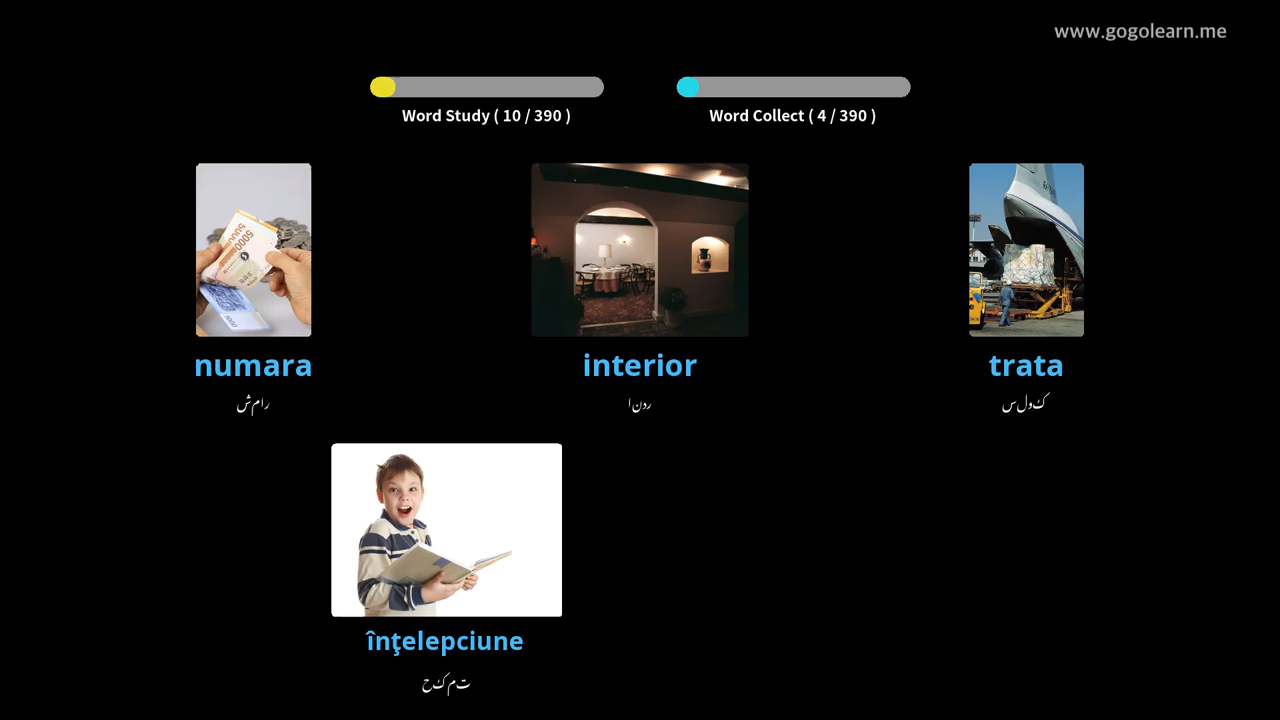 www.gogolearn.me
Word Study ( 10 / 390 )
Word Collect ( 4 / 390 )
numara
interior
trata
شمار
اندر
سلوک
înţelepciune
حکمت